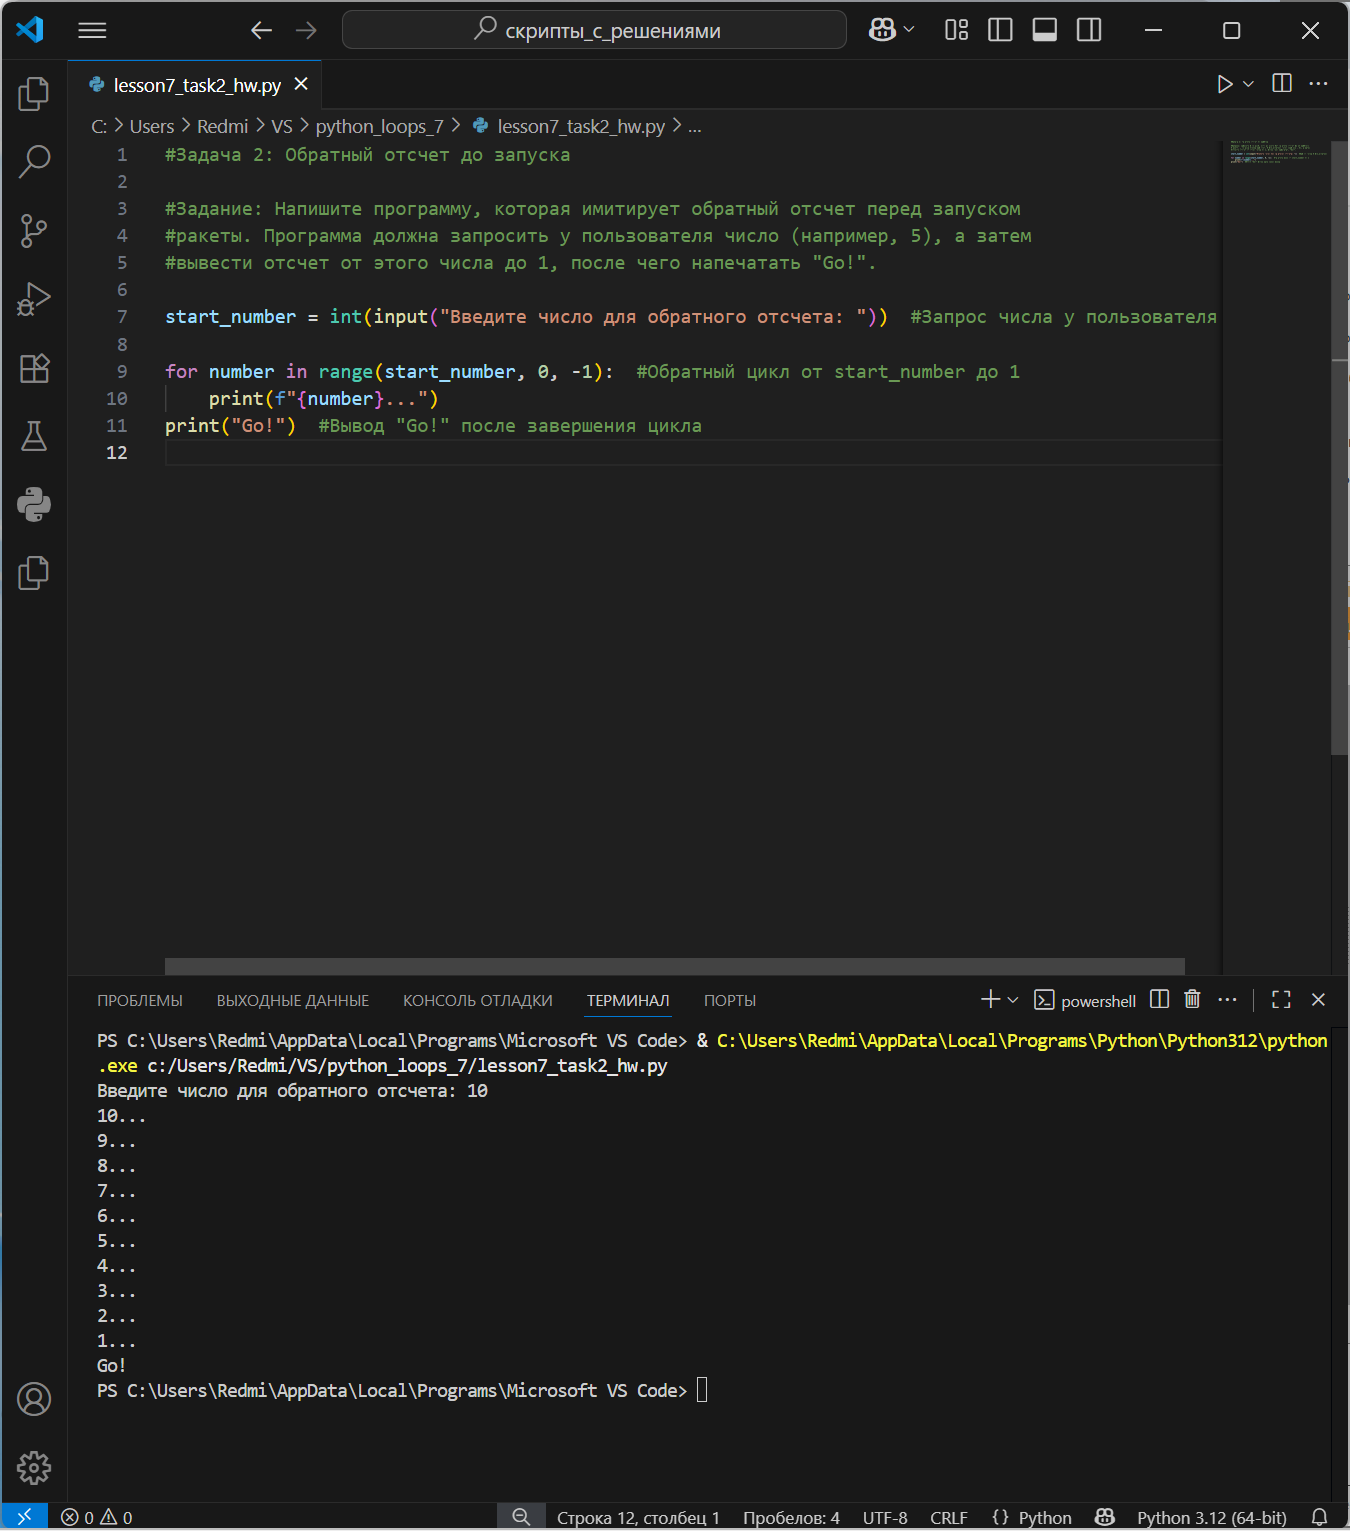 скрипты_с_решениями
lesson7_task2_hw.py
C: > Users > Redmi > VS > python_loops_7 > lesson7_task2_hw.py > ...
1 #Задача 2: Обратный отсчет до запуска
2
3 #Задание: Напишите программу, которая имитирует обратный отсчет перед запуском
4 #ракеты. Программа должна запросить у пользователя число (например, 5), а затем
5 #вывести отсчет от этого числа до 1, после чего напечатать "Go!".
6
7 start_number = int(input("Введите число для обратного отсчета: "))  #Запрос числа у пользователя
8
9 for number in range(start_number, 0, -1):  #Обратный цикл от start_number до 1
10     print(f"{number}...")
11 print("Go!")  #Вывод "Go!" после завершения цикла
12
ПРОБЛЕМЫ ВЫХОДНЫЕ ДАННЫЕ КОНСОЛЬ ОТЛАДКИ ТЕРМИНАЛ ПОРТЫ powershell
PS C:\Users\Redmi\AppData\Local\Programs\Microsoft VS Code> & C:\Users\Redmi\AppData\Local\Programs\Python\Python312\python
.exe c:/Users/Redmi/VS/python_loops_7/lesson7_task2_hw.py
Введите число для обратного отсчета: 10
10...
9...
8...
7...
6...
5...
4...
3...
2...
1...
Go!
PS C:\Users\Redmi\AppData\Local\Programs\Microsoft VS Code>
0 0 Строка 12, столбец 1 Пробелов: 4 UTF-8 CRLF {} Python Python 3.12 (64-bit)